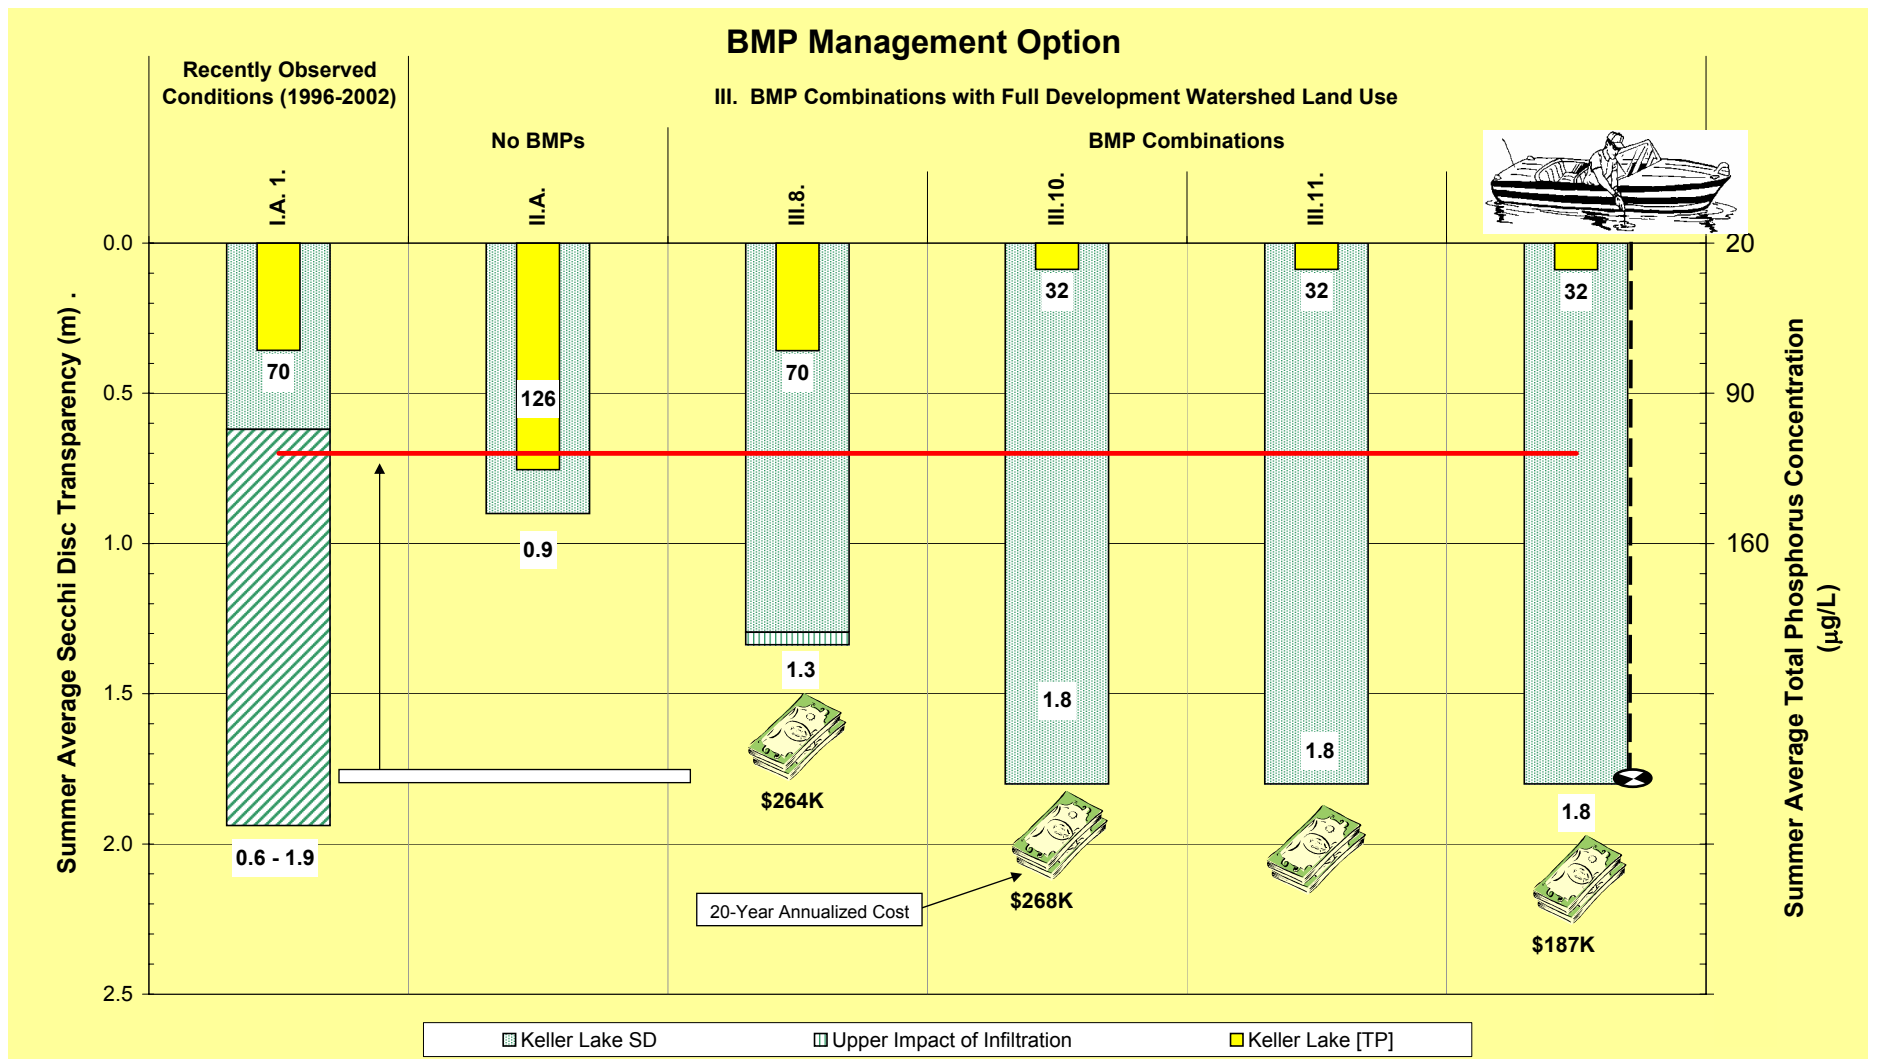 BMP Management Option
Recently Observed
Conditions (1996-2002)
III. BMP Combinations with Full Development Watershed Land Use
No BMPs
BMP Combinations
I.A. 1.
II.A.
III.8.
III.10.
III.11.
0.0
0.5
1.0
1.5
2.0
2.5
Summer Average Secchi Disc Transparency (m) .
20
90
160
Summer Average Total Phosphorus Concentration
(µg/L)
70
126
70
32
32
32
0.6 - 1.9
0.9
1.3
1.8
1.8
1.8
$264K
$268K
$187K
20-Year Annualized Cost
Keller Lake SD
Upper Impact of Infiltration
Keller Lake [TP]